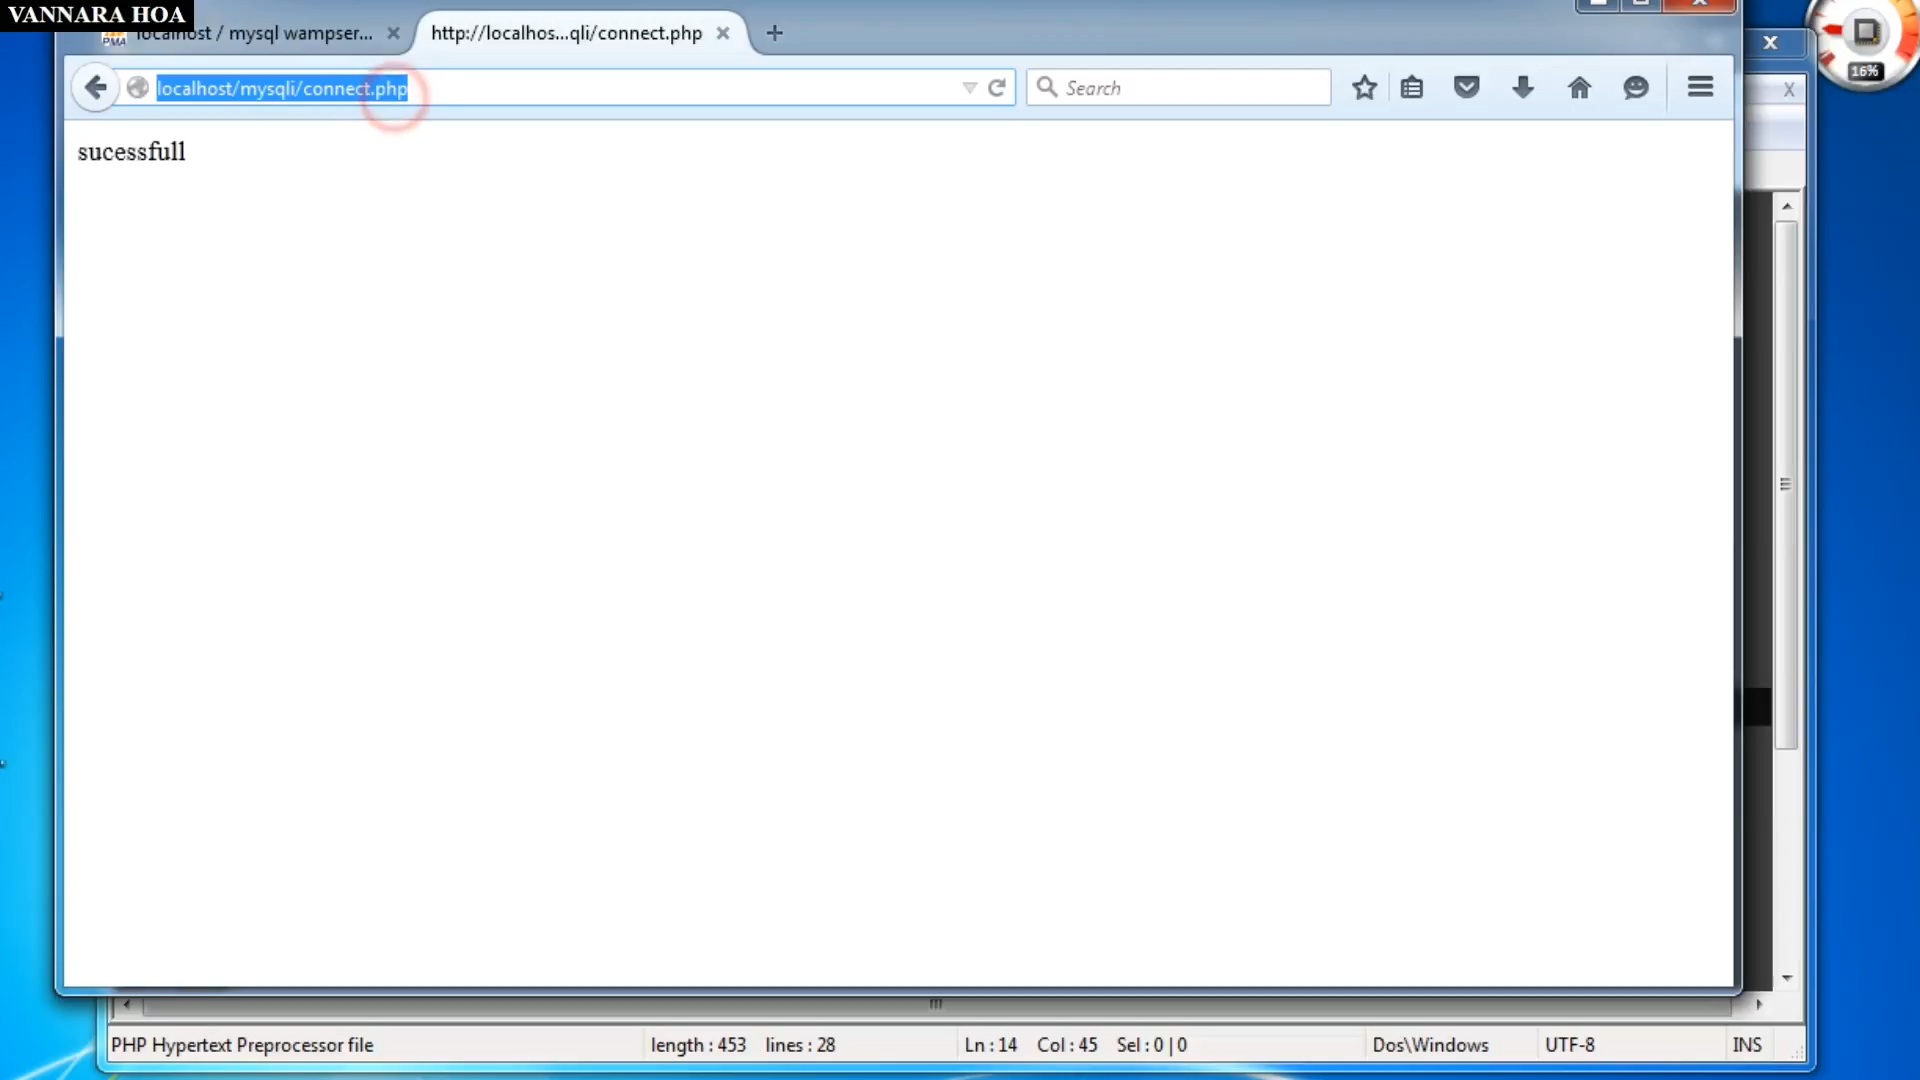 VANNARA HOA
localhost / mysql wampser...
http://localhos...qli/connect.php
PMA
localhost/mysqli/connect.php
Search
16%
sucessfull
PHP Hypertext Preprocessor file
length : 453 lines : 28
Ln : 14 Col : 45 Sel : 0 | 0
Dos\Windows
UTF-8
INS